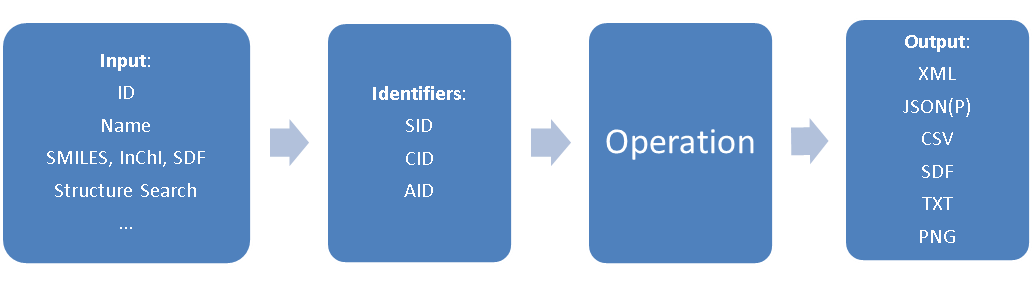 Input:
ID
Name
SMILES, InChI, SDF
Structure Search
...
Identifiers:
SID
CID
AID
Operation
Output:
XML
JSON(P)
CSV
SDF
TXT
PNG